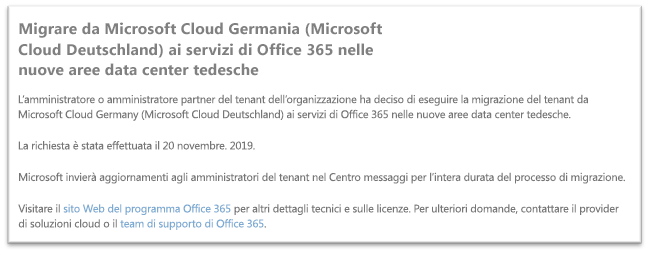 Migrare da Microsoft Cloud Germania (Microsoft
Cloud Deutschland) ai servizi di Office 365 nelle
nuove aree data center tedesche
L'amministratore o amministratore partner del tenant dell'organizzazione ha deciso di eseguire la migrazione del tenant da
Microsoft Cloud Germany (Microsoft Cloud Deutschland) ai servizi di Office 365 nelle nuove aree data center tedesche.
La richiesta è stata effettuata il 20 novembre. 2019.
Microsoft invierà aggiornamenti agli amministratori del tenant nel Centro messaggi per l'intera durata del processo di migrazione.
Visitare il sito Web del programma Office 365 per altri dettagli tecnici e sulle licenze. Per ulteriori domande, contattare il provider
di soluzioni cloud o il team di supporto di Office 365.